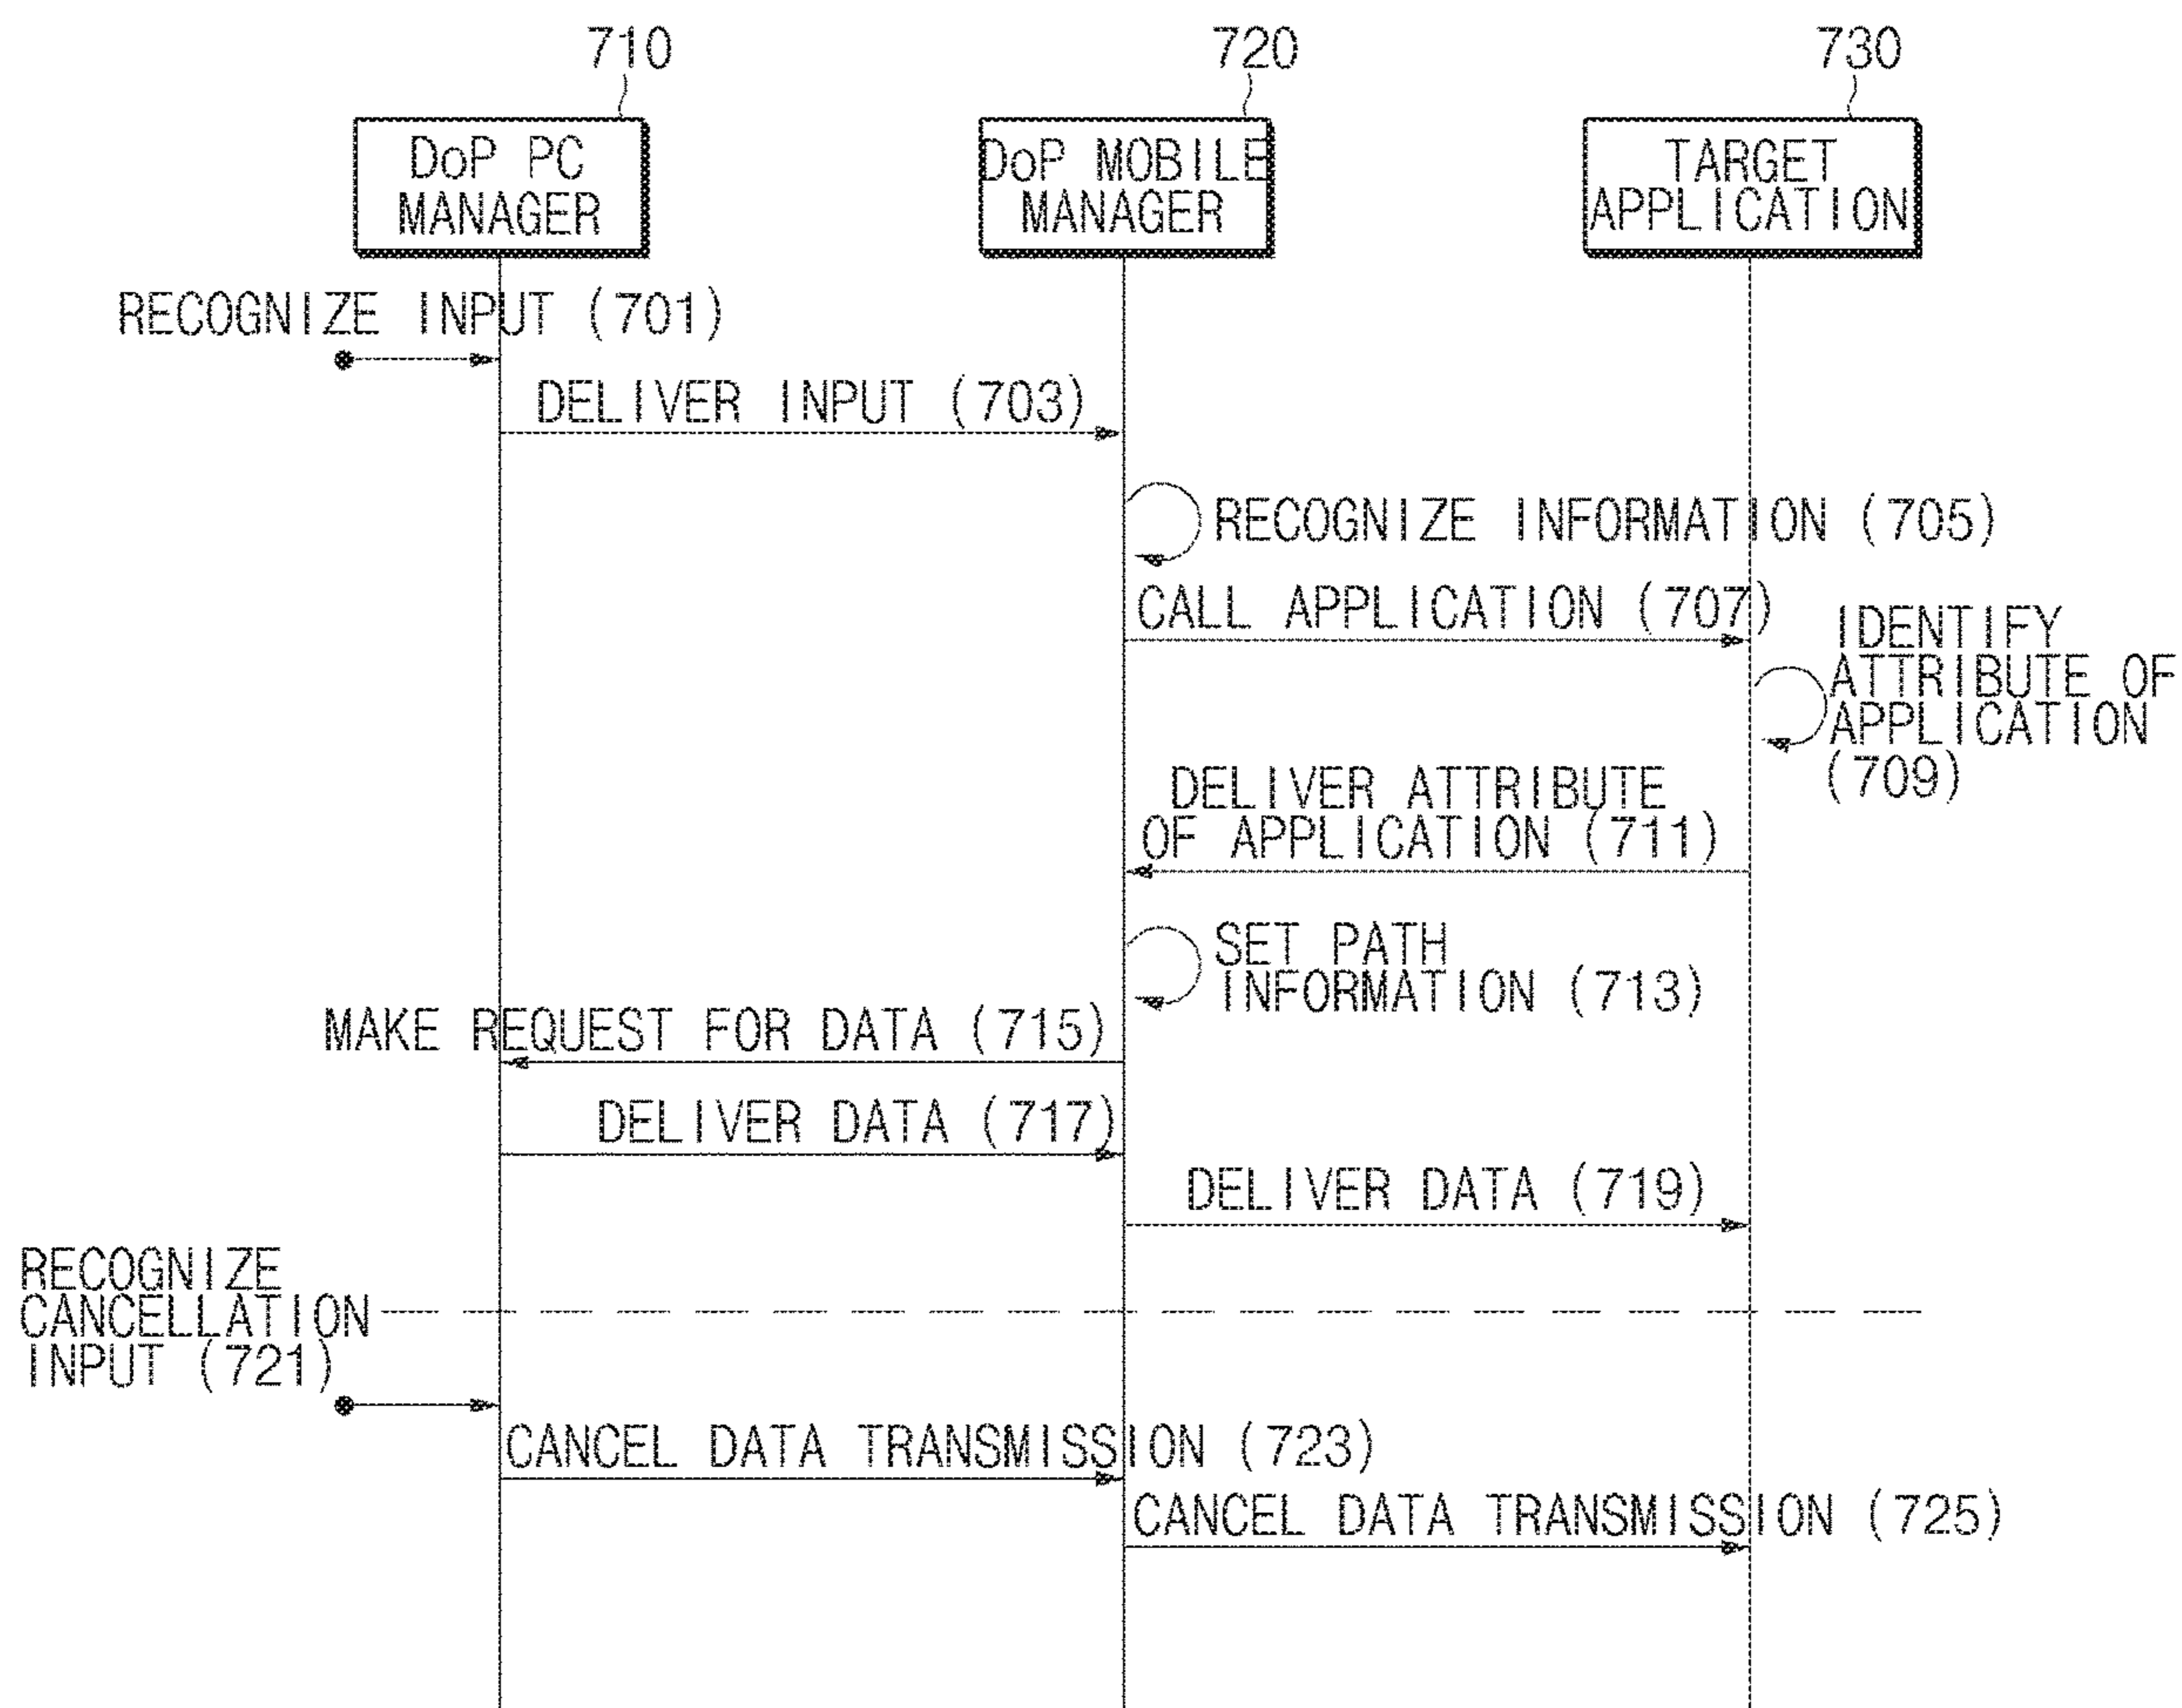 710
720
730
DoP PC
MANAGER
DoP MOBILE
MANAGER
TARGET
APPLICATION
RECOGNIZE INPUT (701)
DELIVER INPUT (703)
RECOGNIZE INFORMATION (705)
CALL APPLICATION (707)
IDENTIFY
ATTRIBUTE OF
APPLICATION
(709)
DELIVER ATTRIBUTE
OF APPLICATION (711)
SET PATH
INFORMATION (713)
MAKE REQUEST FOR DATA (715)
DELIVER DATA (717)
DELIVER DATA (719)
RECOGNIZE
CANCELLATION
INPUT (721)
CANCEL DATA TRANSMISSION (723)
CANCEL DATA TRANSMISSION (725)